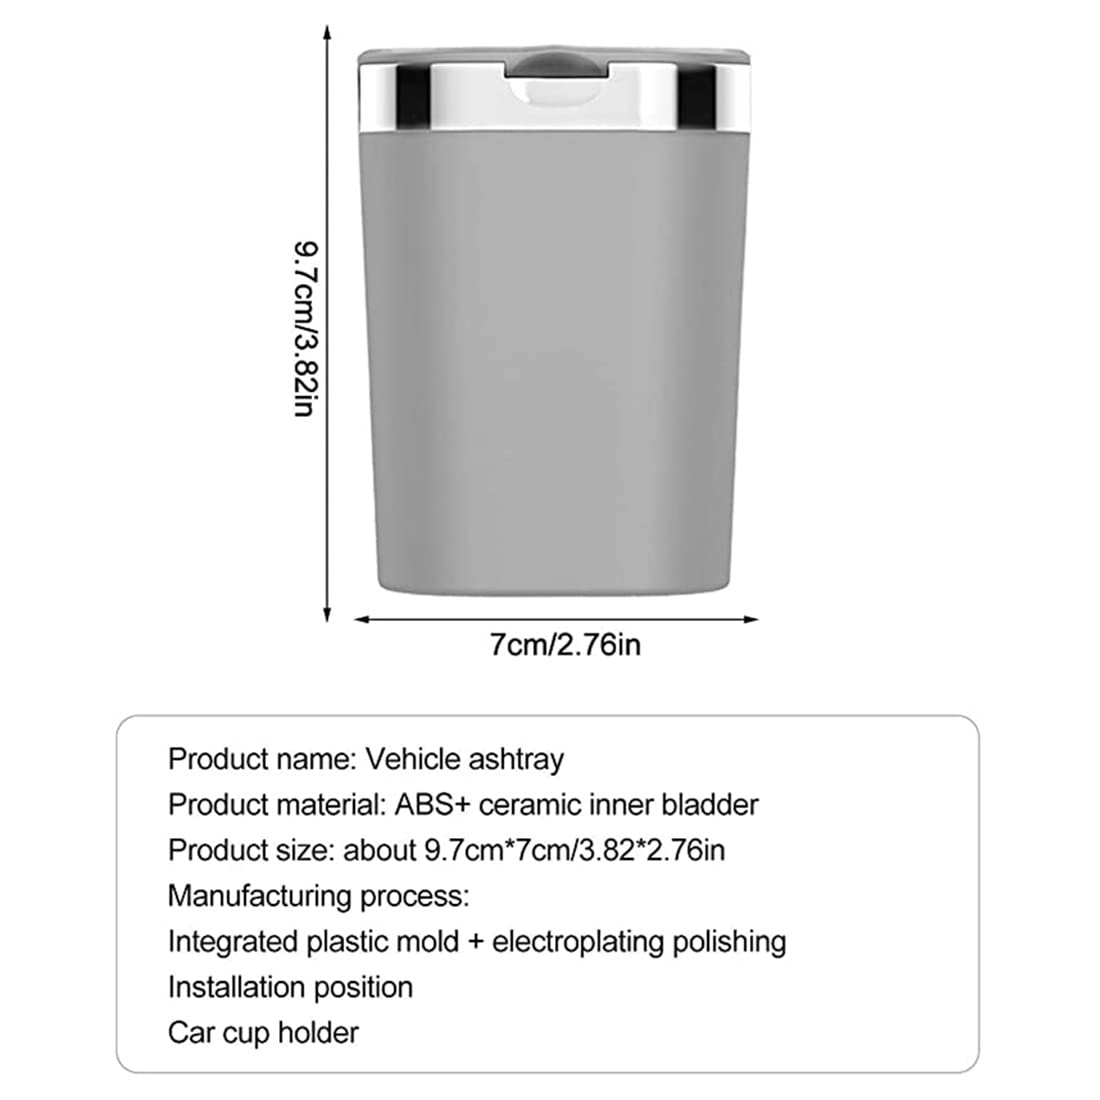 9.7cm/3.82in
7cm/2.76in
Product name: Vehicle ashtray
Product material: ABS+ ceramic inner bladder
Product size: about 9.7cm*7cm/3.82*2.76in
Manufacturing process:
Integrated plastic mold + electroplating polishing
Installation position
Car cup holder